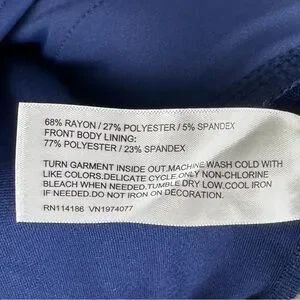 68% RAYON / 27% POLYESTER / 5% SPANDEX
FRONT BODY LINING:
77% POLYESTER / 23% SPANDEX
TURN GARMENT INSIDE OUT.MACHINE WASH COLD WITH
LIKE COLORS.DELICATE CYCLE.ONLY NON-CHLORINE
BLEACH WHEN NEEDED.TUMBLE DRY LOW.COOL IRON
IF NEEDED.DO NOT IRON ON DECORATION.
RN114186 VN1974077